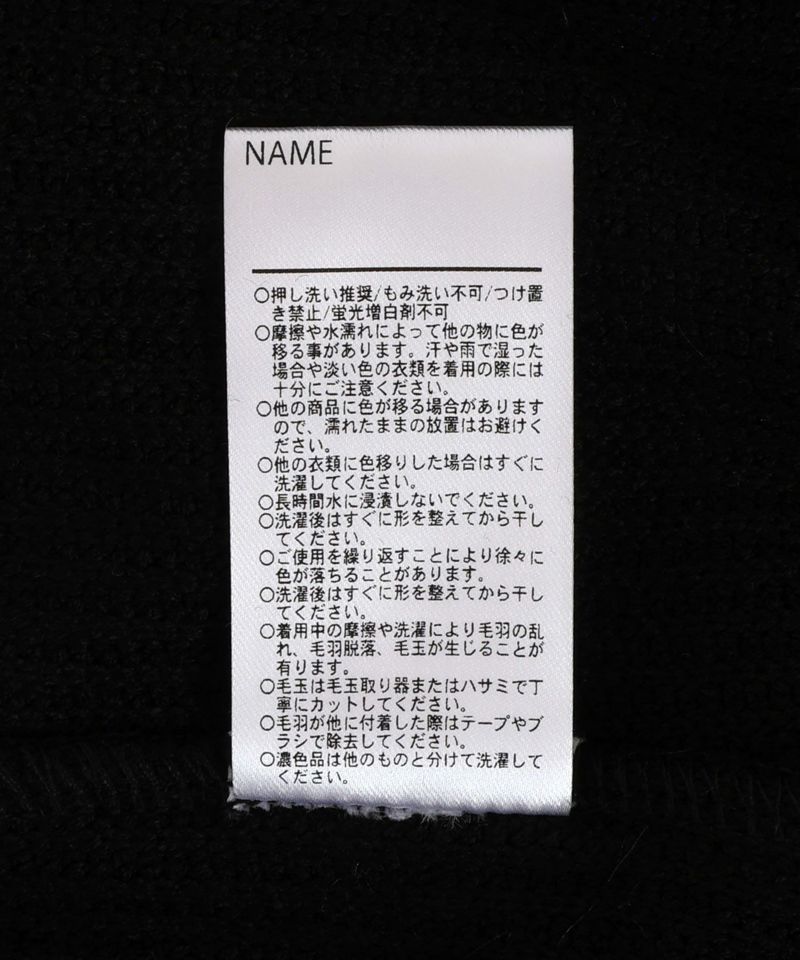 NAME
○押し洗い推奨/もみ洗い不可/つけ置
き禁止/蛍光増白剤不可
○摩擦や水濡れによって他の物に色が
移る事があります。汗や雨で湿った
場合や淡い色の衣類を着用の際には
十分にご注意ください。
○他の商品に色が移る場合があります
ので、濡れたままの放置はお避けく
ださい。
○他の衣類に色移りした場合はすぐに
洗濯してください。
○長時間水に浸漬しないでください。
○洗濯後はすぐに形を整えてから干し
てください。
○ご使用を繰り返すことにより徐々に
色が落ちることがあります。
○洗濯後はすぐに形を整えてから干し
てください。
○着用中の摩擦や洗濯により毛羽の乱
れ、毛羽脱落、毛玉が生じることが
有ります。
○毛玉は毛玉取り器またはハサミで丁
寧にカットしてください。
○毛羽が他に付着した際はテープやブ
ラシで除去してください。
○濃色品は他のものと分けて洗濯して
ください。